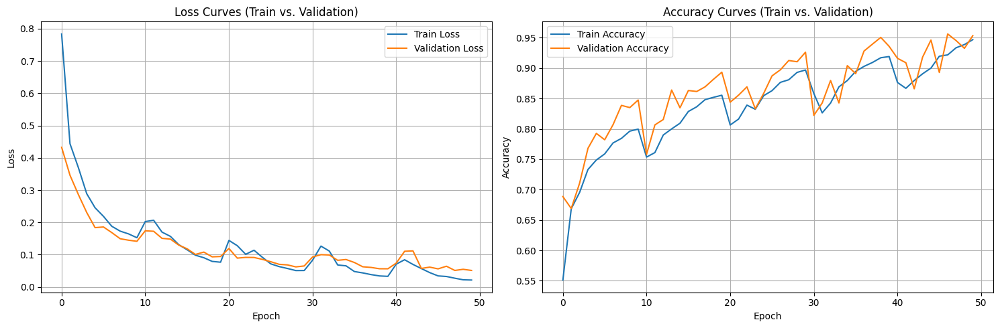 Loss Curves (Train vs. Validation)
Train Loss
Validation Loss
0.8
0.7
0.6
0.5
0.4
0.3
0.2
0.1
0.0
Loss
0 10 20 30 40 50
Epoch
Accuracy Curves (Train vs. Validation)
Train Accuracy
Validation Accuracy
0.95
0.90
0.85
0.80
0.75
0.70
0.65
0.60
0.55
Accuracy
0 10 20 30 40 50
Epoch